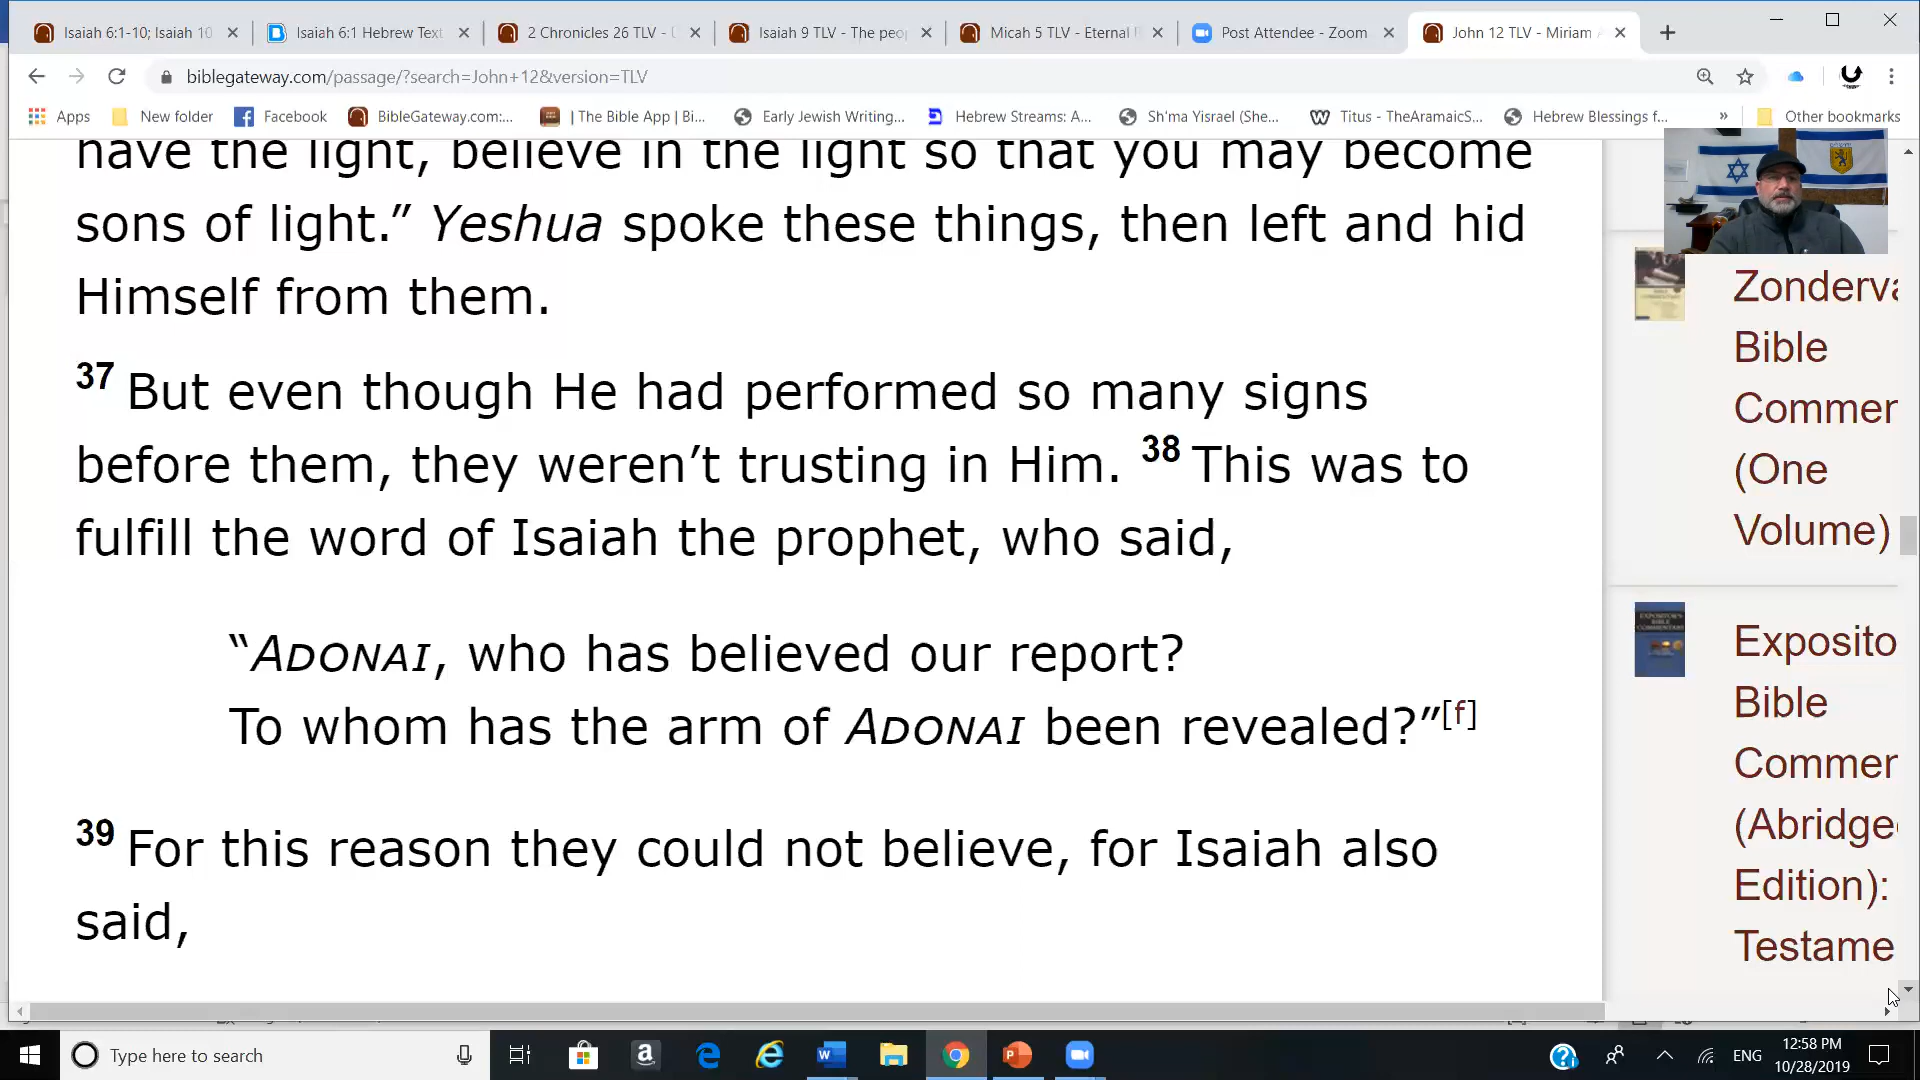 Isaiah 6:1-10; Isaiah 10
Isaiah 6:1 Hebrew Text
2 Chronicles 26 TLV -
Isaiah 9 TLV - The peop
Micah 5 TLV - Eternal
Post Attendee - Zoom
John 12 TLV - Miriam
biblegateway.com/passage/?search=John+12&version=TLV
Apps
New folder
Facebook
BibleGateway.com:...
| The Bible App | Bi...
Early Jewish Writing...
Hebrew Streams: A...
Sh'ma Yisrael (She...
Titus - TheAramaicS...
Hebrew Blessings f...
»
Other bookmarks
have the light, believe in the light so that you may become
sons of light.” Yeshua spoke these things, then left and hid
Himself from them.
37 But even though He had performed so many signs
before them, they weren’t trusting in Him. 38 This was to
fulfill the word of Isaiah the prophet, who said,
“ADONAI, who has believed our report?
To whom has the arm of ADONAI been revealed?”[f]
39 For this reason they could not believe, for Isaiah also
said,
Zonderva
Bible
Commen
(One
Volume)
Exposito
Bible
Commen
(Abridge
Edition):
Testame
Type here to search
ENG
12:58 PM
10/28/2019